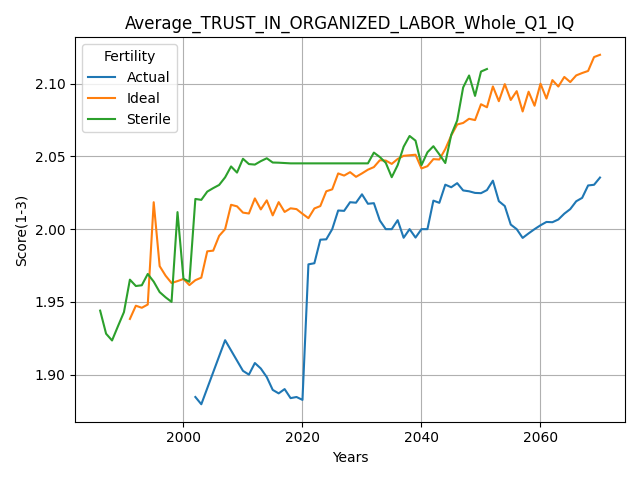 Average_TRUST_IN_ORGANIZED_LABOR_Whole_Q1_IQ
Fertility
Actual
Ideal
Sterile
Score(1-3)
2.10
2.05
2.00
1.95
1.90
2000
2020
2040
2060
Years